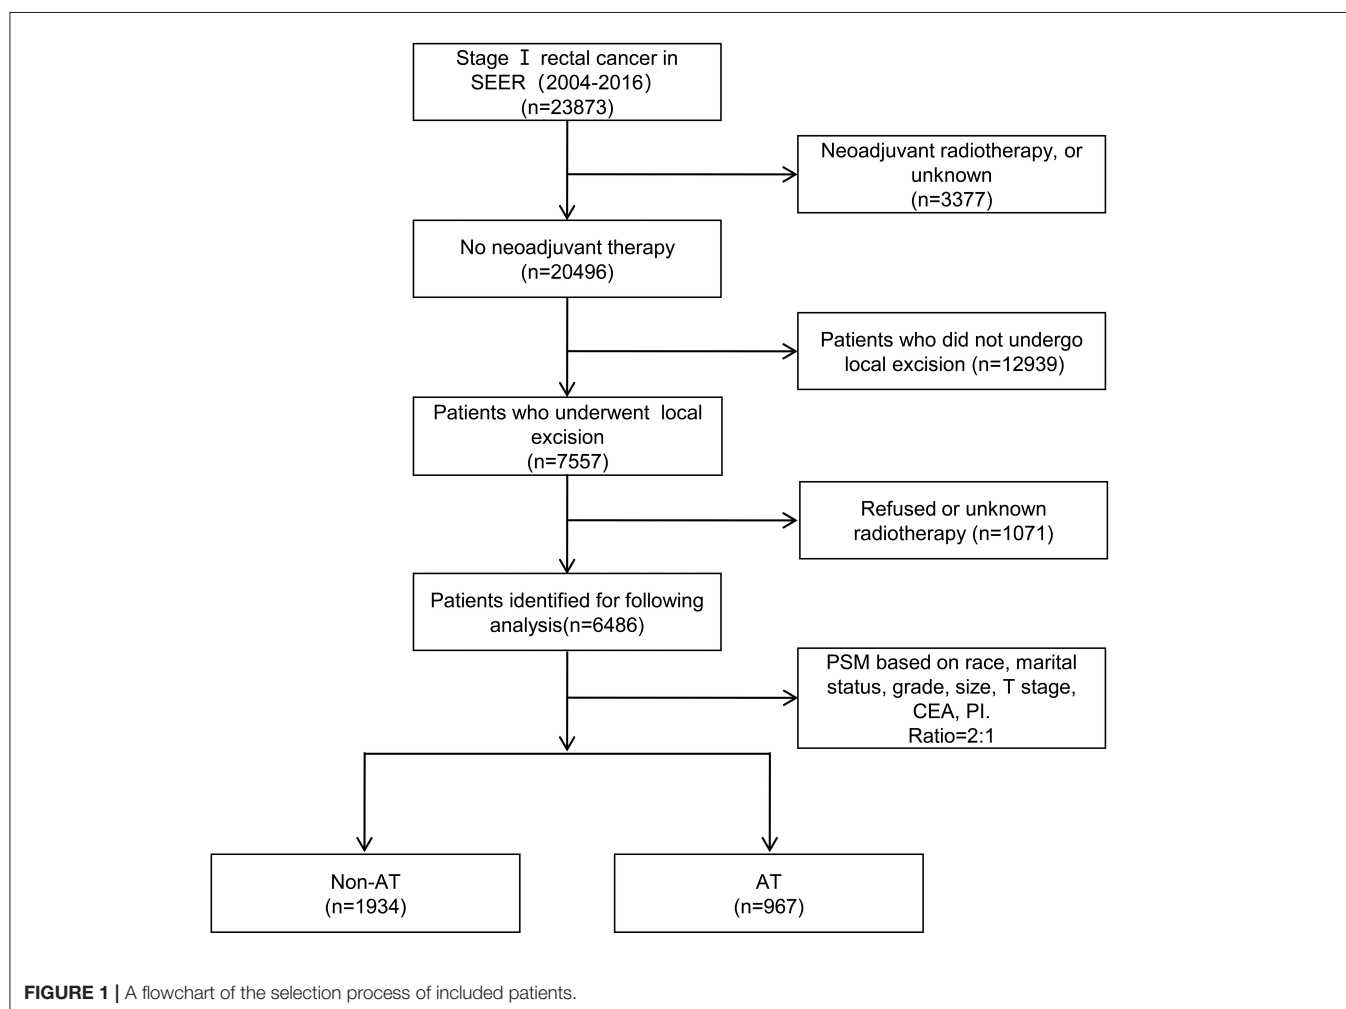 Stage I rectal cancer in
SEER (2004-2016)
(n=23873)
Neoadjuvant radiotherapy, or
unknown
(n=3377)
No neoadjuvant therapy
(n=20496)
Patients who did not undergo
local excision (n=12939)
Patients who underwent local
excision
(n=7557)
Refused or unknown
radiotherapy (n=1071)
Patients identified for following
analysis(n=6486)
PSM based on race, marital
status, grade, size, T stage,
CEA, PI.
Ratio=2:1
Non-AT
(n=1934)
AT
(n=967)
FIGURE 1 | A flowchart of the selection process of included patients.